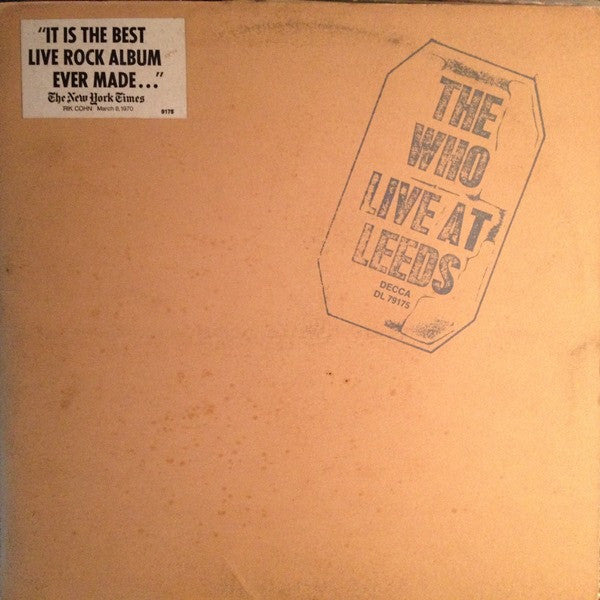 "IT IS THE BEST
LIVE ROCK ALBUM
EVER MADE..."
The New York Times
RIK COHN March 8, 1970
9175
THE
WHO
LIVE AT
LEEDS
DECCA
DL 79175